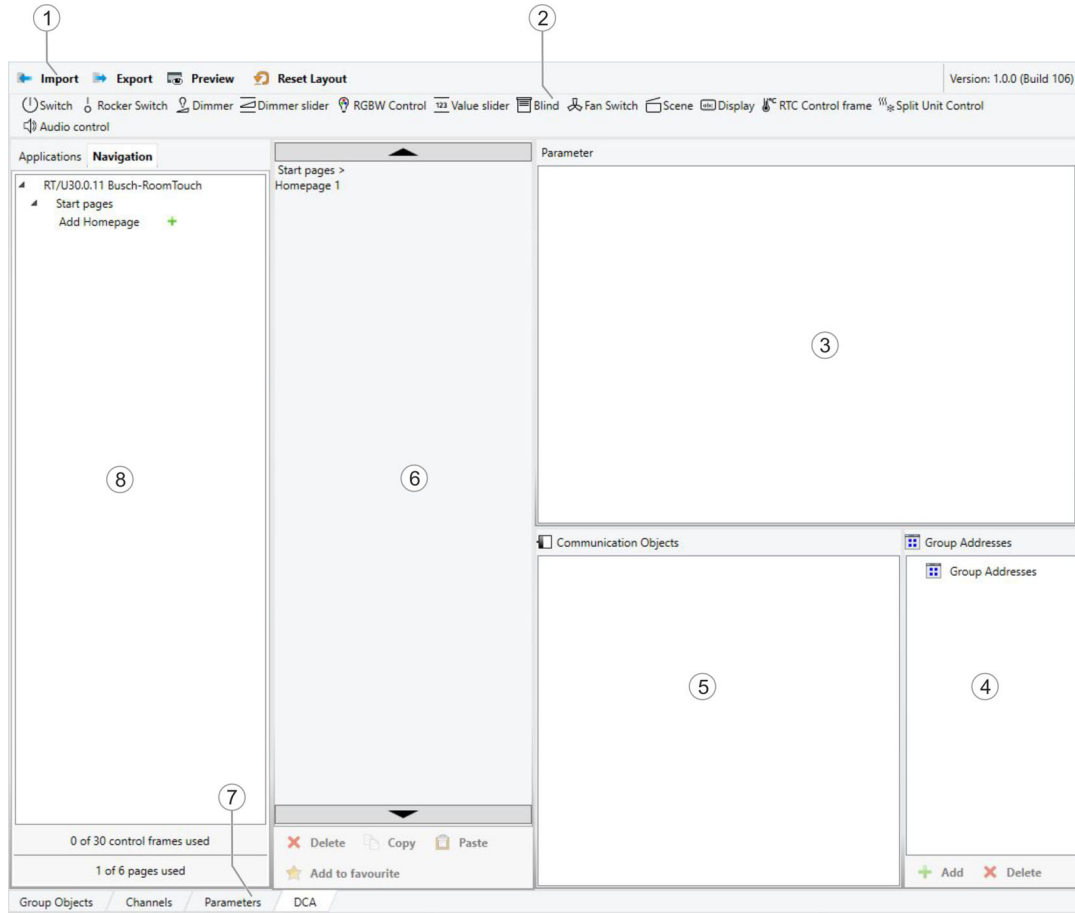 1
2
Import Export Preview Reset Layout Version: 1.0.0 (Build 106)
Switch Rocker Switch Dimmer Dimmer slider RGBW Control 123 Value slider Blind Fan Switch Scene abc Display °C RTC Control frame Split Unit Control
Audio control
Applications Navigation
RT/U30.0.11 Busch-RoomTouch
Start pages
Add Homepage
8
0 of 30 control frames used
1 of 6 pages used
Start pages >
Homepage 1
6
Delete Copy Paste
Add to favourite
Parameter
3
Communication Objects
5
Group Addresses
Group Addresses
4
Add Delete
7
Group Objects Channels Parameters DCA